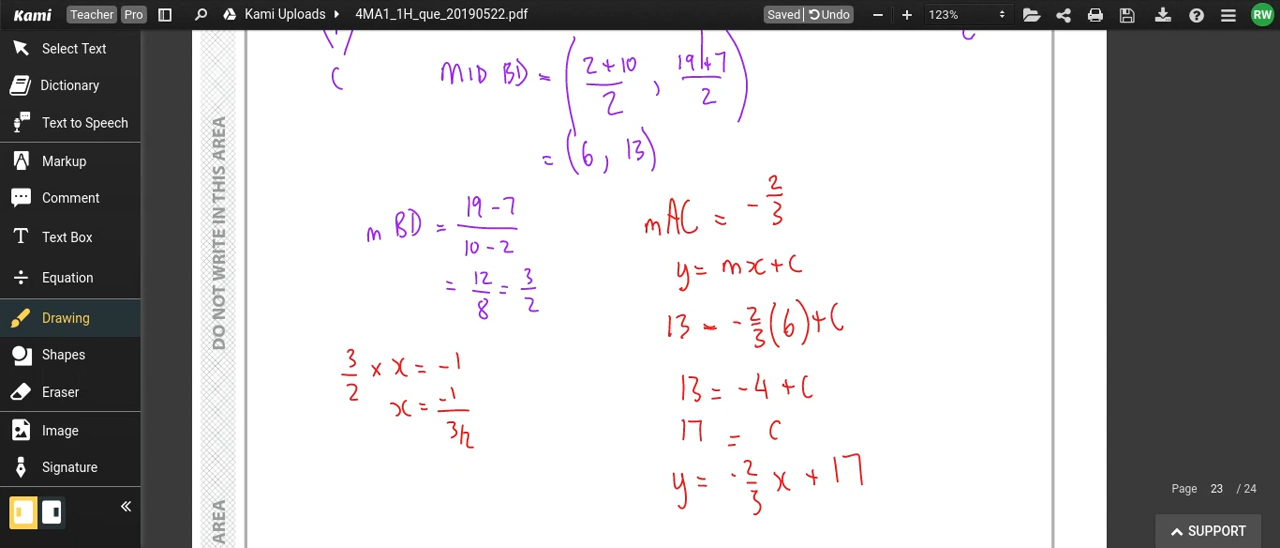 Kami Teacher Pro Kami Uploads > 4MA1_1H_que_20190522.pdf Saved Undo 123% RW
Select Text
Dictionary
Text to Speech
Markup
Comment
Text Box
Equation
Drawing
Shapes
Eraser
Image
Signature
DO NOT WRITE IN THIS AREA
AREA
C
MID BD = (2+10/2, 19+7/2)
= (6, 13)
m BD = 19-7/10-2
= 12/8 = 3/2
3/2 × x = -1
x = -1/3/2
mAC = -2/3
y = mx + C
13 = -2/3(6) + C
13 = -4 + C
17 = C
y = -2/3 x + 17
Page 23 / 24
SUPPORT